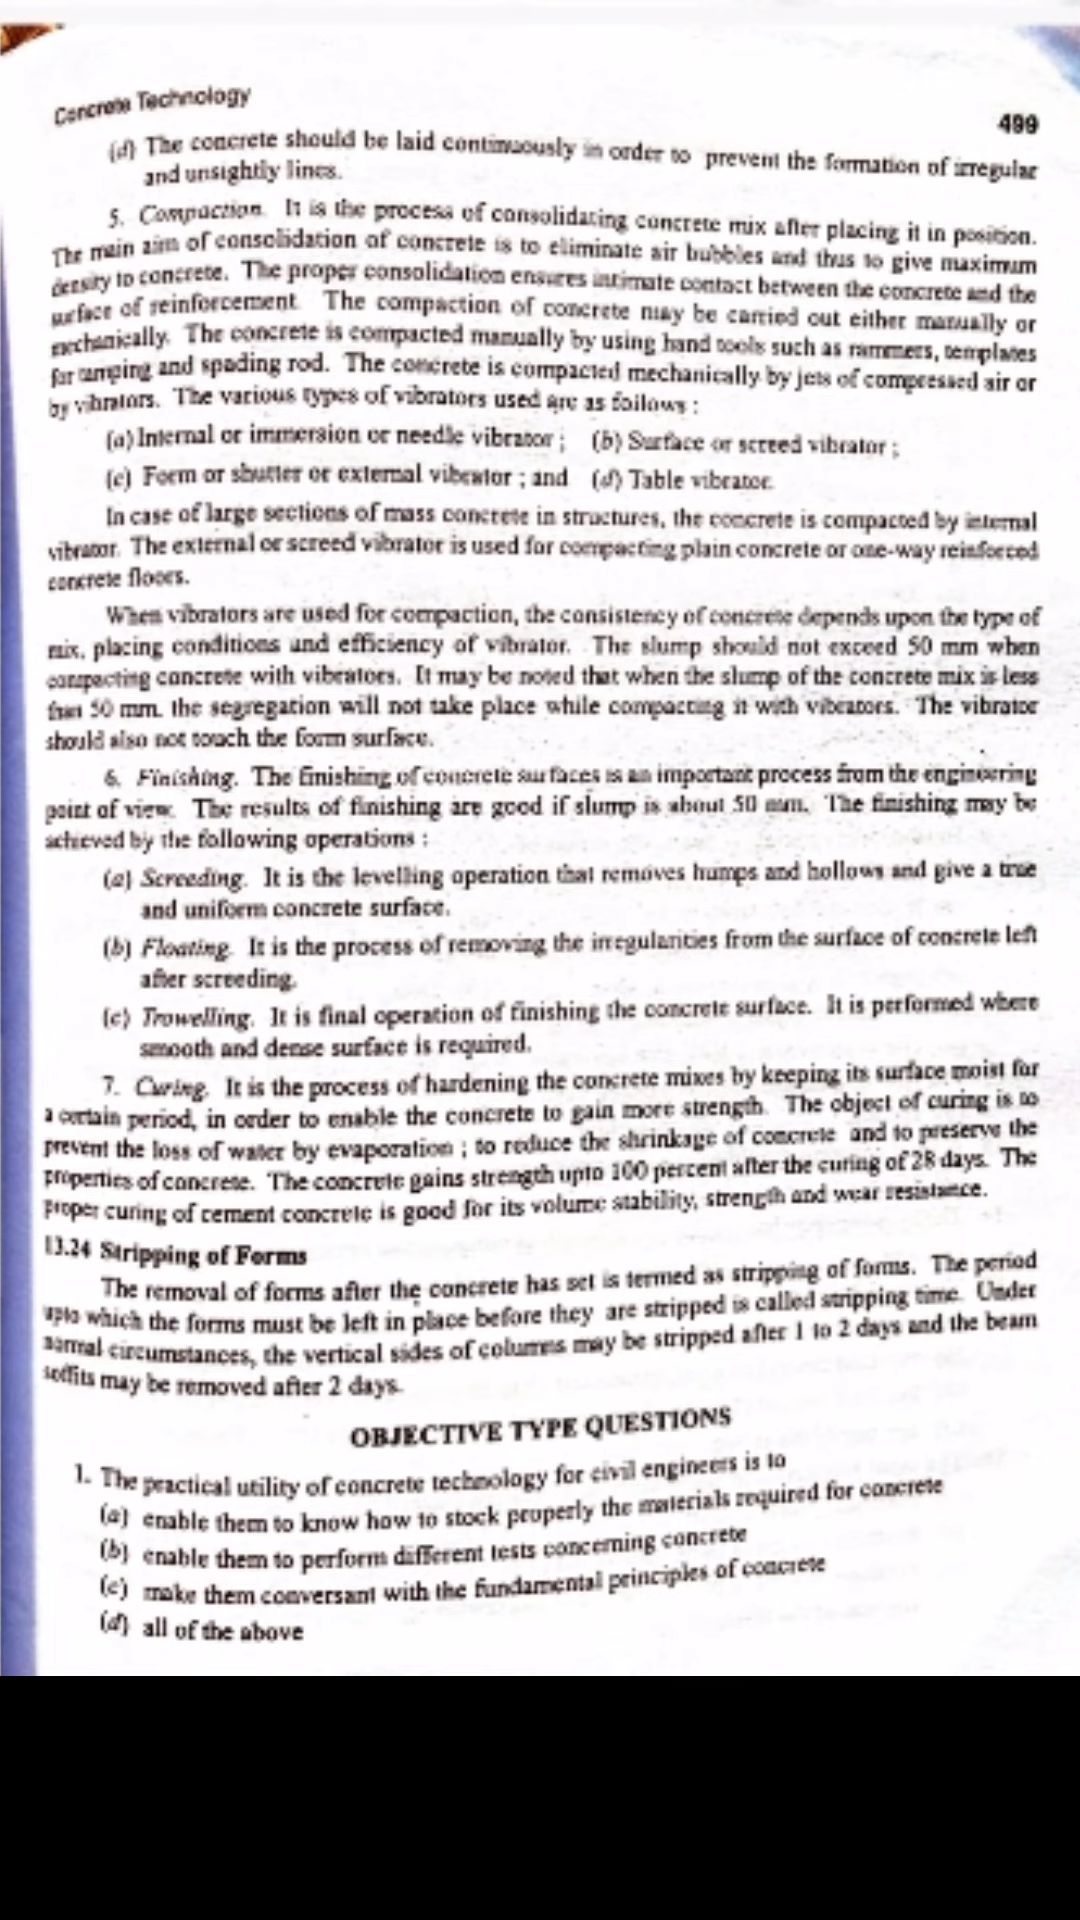 Concrete Technology
499
(d) The concrete should be laid continuously in order to prevent the formation of irregular
and unsightly lines.
5. Compaction. It is the process of consolidating concrete mix after placing it in position.
The main aim of consolidation of concrete is to eliminate air bubbles and thus to give maximum
density to concrete. The proper consolidation ensures intimate contact between the concrete and the
surface of reinforcement. The compaction of concrete may be carried out either manually or
mechanically. The concrete is compacted manually by using hand tools such as rammers, templates
for tamping and spading rod. The concrete is compacted mechanically by jets of compressed air or
by vibrators. The various types of vibrators used are as follows :
(a) Internal or immersion or needle vibrator ; (b) Surface or screed vibrator ;
(c) Form or shutter or external vibrator ; and (d) Table vibrator.
In case of large sections of mass concrete in structures, the concrete is compacted by internal
vibrator. The external or screed vibrator is used for compacting plain concrete or one-way reinforced
concrete floors.
When vibrators are used for compaction, the consistency of concrete depends upon the type of
mix, placing conditions and efficiency of vibrator. The slump should not exceed 50 mm when
compacting concrete with vibrators. It may be noted that when the slump of the concrete mix is less
than 50 mm, the segregation will not take place while compacting it with vibrators. The vibrator
should also not touch the form surface.
6. Finishing. The finishing of concrete surfaces is an important process from the engineering
point of view. The results of finishing are good if slump is about 50 mm. The finishing may be
achieved by the following operations :
(a) Screeding. It is the levelling operation that removes humps and hollows and give a true
and uniform concrete surface.
(b) Floating. It is the process of removing the irregularities from the surface of concrete left
after screeding.
(c) Trowelling. It is final operation of finishing the concrete surface. It is performed where
smooth and dense surface is required.
7. Curing. It is the process of hardening the concrete mixes by keeping its surface moist for
a certain period, in order to enable the concrete to gain more strength. The object of curing is to
prevent the loss of water by evaporation ; to reduce the shrinkage of concrete and to preserve the
properties of concrete. The concrete gains strength upto 100 percent after the curing of 28 days. The
proper curing of cement concrete is good for its volume stability, strength and wear resistance.
13.24 Stripping of Forms
The removal of forms after the concrete has set is termed as stripping of forms. The period
upto which the forms must be left in place before they are stripped is called stripping time. Under
normal circumstances, the vertical sides of columns may be stripped after 1 to 2 days and the beam
soffits may be removed after 2 days.
OBJECTIVE TYPE QUESTIONS
1. The practical utility of concrete technology for civil engineers is to
(a) enable them to know how to stock properly the materials required for concrete
(b) enable them to perform different tests concerning concrete
(c) make them conversant with the fundamental principles of concrete
(d) all of the above